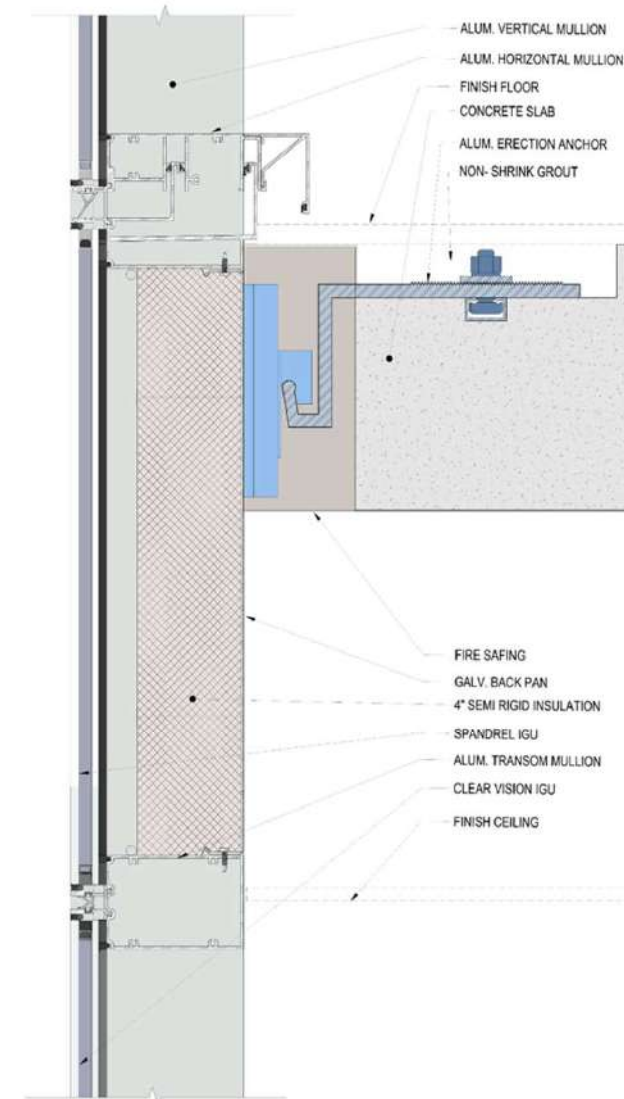 ALUM. VERTICAL MULLION
ALUM. HORIZONTAL MULLION
FINISH FLOOR
CONCRETE SLAB
ALUM. ERECTION ANCHOR
NON- SHRINK GROUT
FIRE SAFING
GALV. BACK PAN
4" SEMI RIGID INSULATION
SPANDREL IGU
ALUM. TRANSOM MULLION
CLEAR VISION IGU
FINISH CEILING